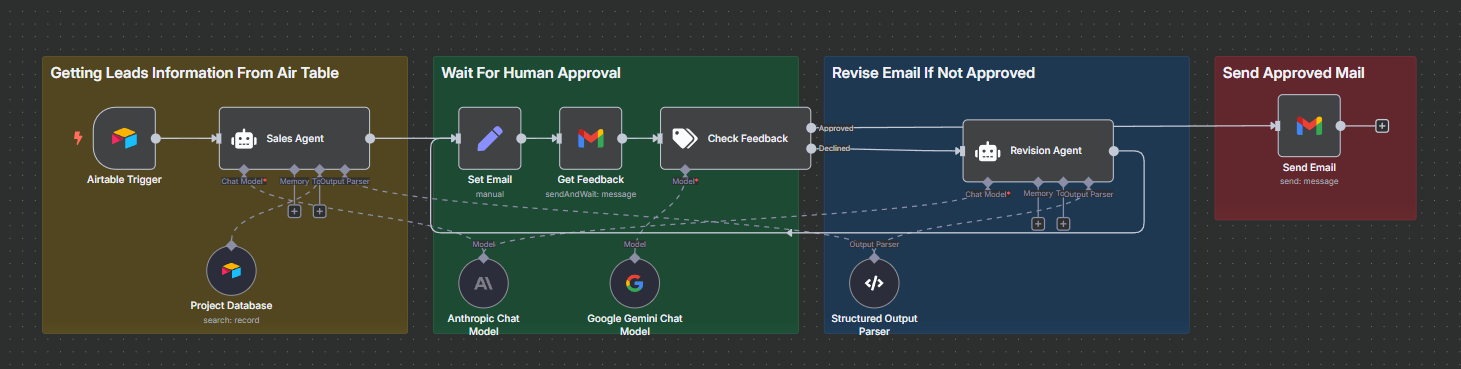 Getting Leads Information From Air Table
Wait For Human Approval
Revise Email If Not Approved
Send Approved Mail
Airtable Trigger
Sales Agent
Chat Model*
Memory
To
Output Parser
Project Database
search: record
Set Email
manual
Get Feedback
sendAndWait: message
Check Feedback
Model*
Approved
Declined
Model
Anthropic Chat
Model
Model
Google Gemini Chat
Model
Revision Agent
Chat Model*
Memory
To
Output Parser
Output Parser
Structured Output
Parser
Send Email
send: message